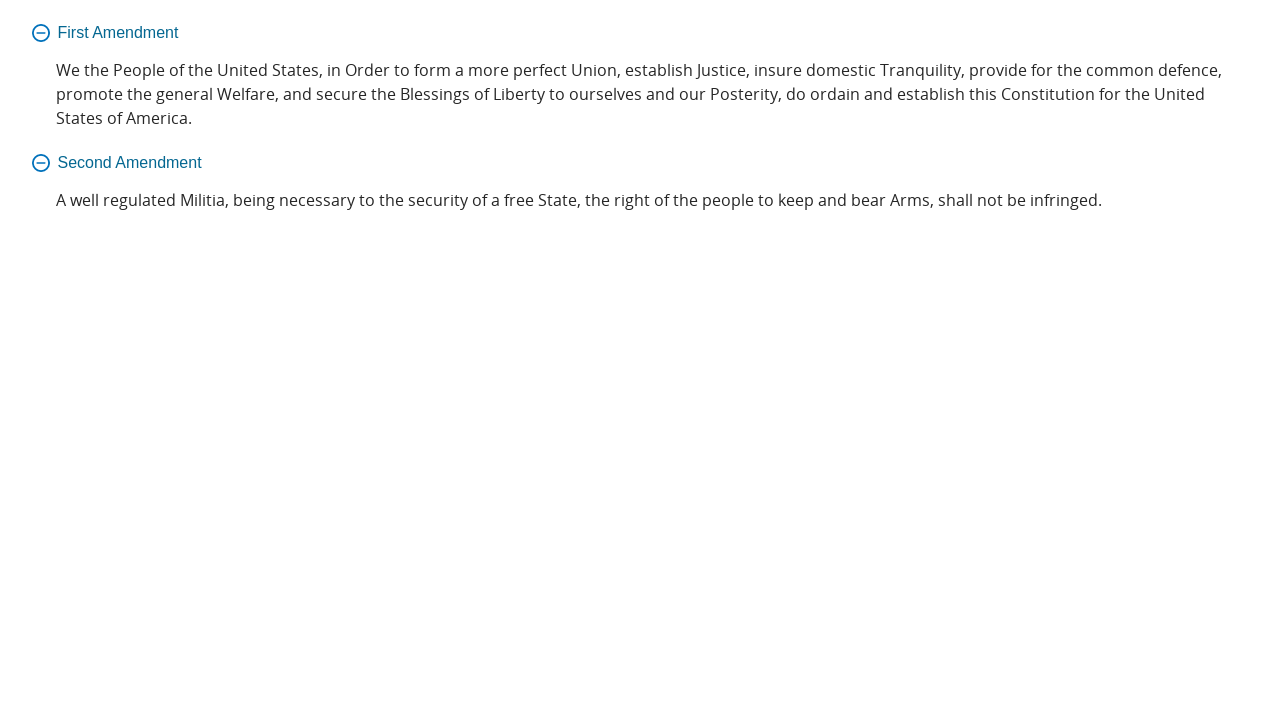 First Amendment
We the People of the United States, in Order to form a more perfect Union, establish Justice, insure domestic Tranquility, provide for the common defence,
promote the general Welfare, and secure the Blessings of Liberty to ourselves and our Posterity, do ordain and establish this Constitution for the United
States of America.
Second Amendment
A well regulated Militia, being necessary to the security of a free State, the right of the people to keep and bear Arms, shall not be infringed.